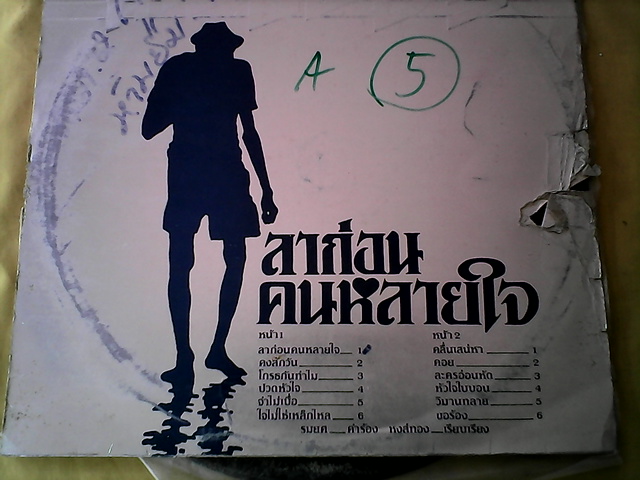 A 5
ลาก่อน
คนหลายใจ
หน้า 1
ลาก่อนคนหลายใจ 1
คงสักวัน 2
โกรธกันทำไม 3
ปวดหัวใจ 4
จำไม่เบื่อ 5
ใจไม่ใช่เหล็กไหล 6
หน้า 2
คลื่นเสน่หา 1
คอย 2
ละครซ่อนหัด 3
หัวใจใบบอน 4
วิมานทลาย 5
ขอร้อง 6
รมยศ คำร้อง หงส์ทอง เรียบเรียง